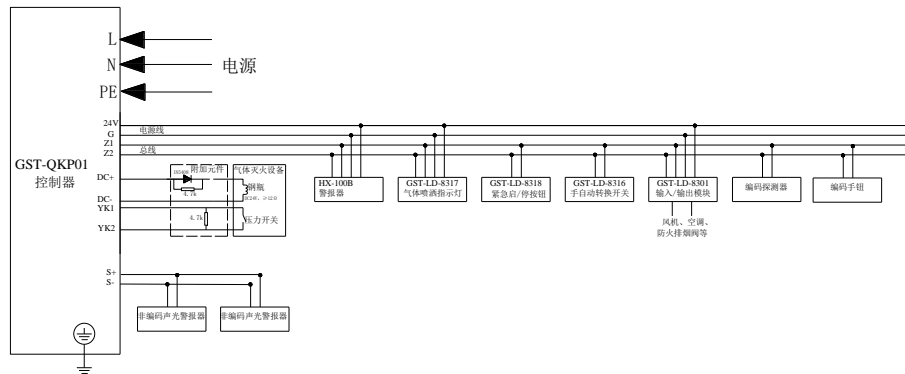 L
N
电源
PE
24V
G
电源线
Z1
Z2
总线
GST-QKP01
控制器
DC+
DC-
YK1
YK2
附加元件
4.7k
4.7k
气体灭火设备
钢瓶
压力开关
HX-100B
警报器
GST-LD-8317
气体喷洒指示灯
GST-LD-8318
紧急启/停按钮
GST-LD-8316
手自动转换开关
GST-LD-8301
输入/输出模块
编码探测器
编码手钮
风机、空调、
防火排烟阀等
S+
S-
非编码声光警报器
非编码声光警报器